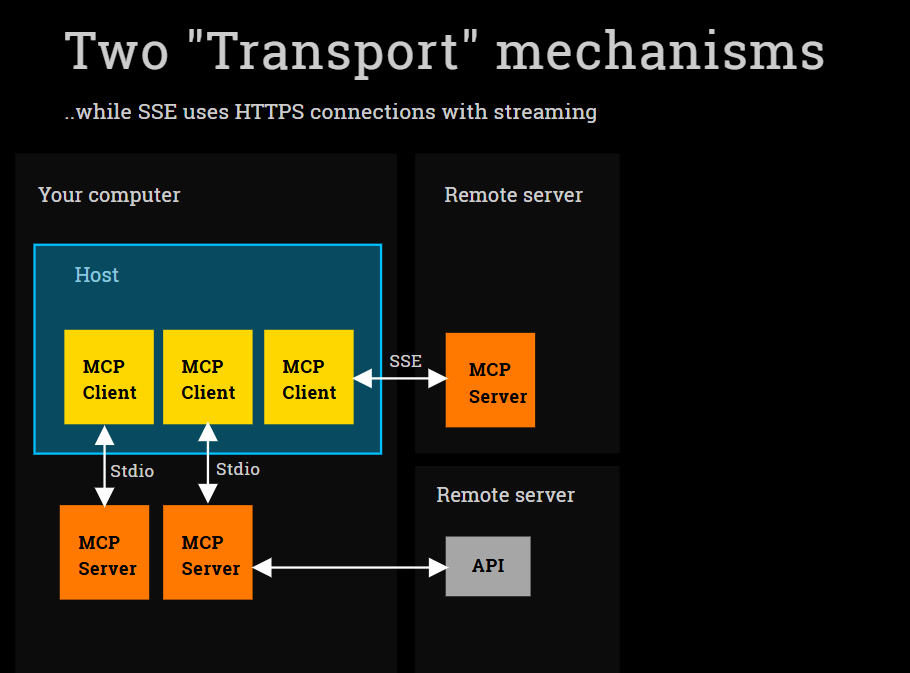 Two "Transport" mechanisms
..while SSE uses HTTPS connections with streaming
Your computer
Remote server
Host
MCP
Client
MCP
Client
MCP
Client
SSE
MCP
Server
Stdio
Stdio
Remote server
MCP
Server
MCP
Server
API